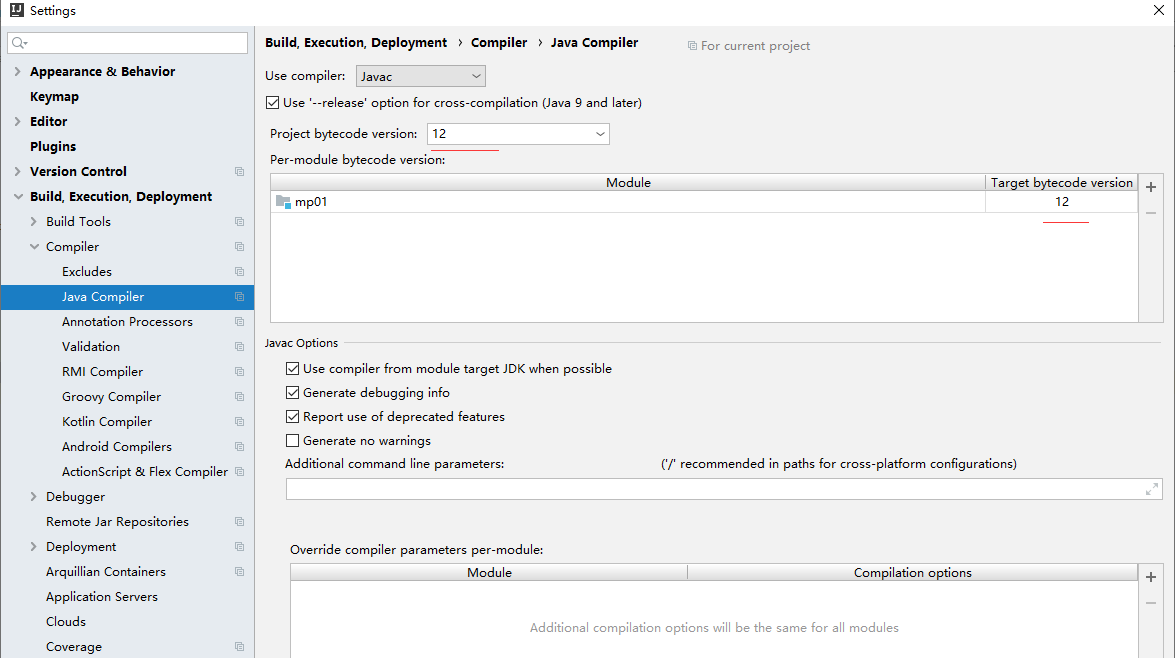 Settings
Appearance & Behavior
Keymap
Editor
Plugins
Version Control
Build, Execution, Deployment
Build Tools
Compiler
Excludes
Java Compiler
Annotation Processors
Validation
RMI Compiler
Groovy Compiler
Kotlin Compiler
Android Compilers
ActionScript & Flex Compiler
Debugger
Remote Jar Repositories
Deployment
Arquillian Containers
Application Servers
Clouds
Coverage
Build, Execution, Deployment › Compiler › Java Compiler For current project
Use compiler: Javac
Use '--release' option for cross-compilation (Java 9 and later)
Project bytecode version: 12
Per-module bytecode version:
Module Target bytecode version
mp01 12
Javac Options
Use compiler from module target JDK when possible
Generate debugging info
Report use of deprecated features
Generate no warnings
Additional command line parameters: ('/' recommended in paths for cross-platform configurations)
Override compiler parameters per-module:
Module Compilation options
Additional compilation options will be the same for all modules